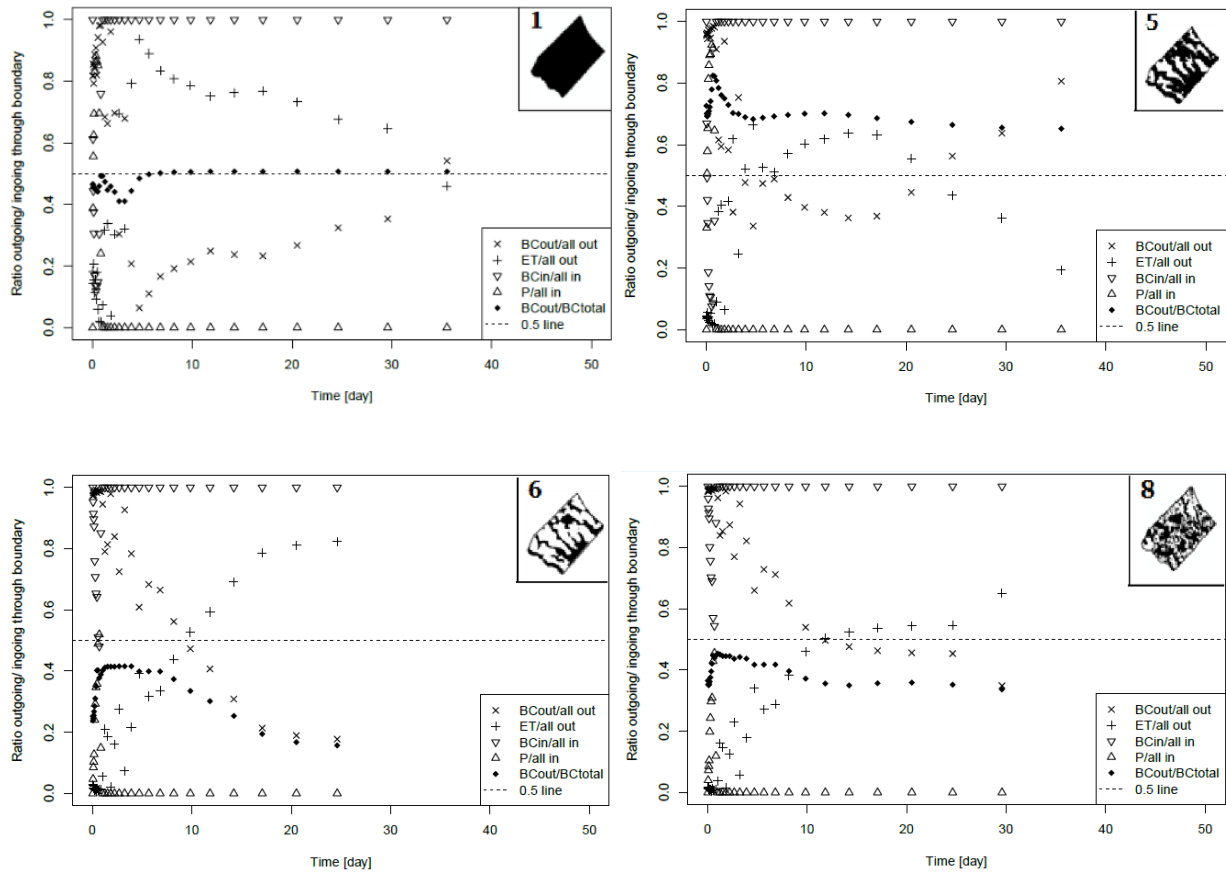 1
Ratio outgoing/ ingoing through boundary
1.0
0.8
0.6
0.4
0.2
0.0
BCout/all out
ET/all out
BCin/all in
P/all in
BCout/BCtotal
0.5 line
0 10 20 30 40 50
Time [day]
5
Ratio outgoing/ ingoing through boundary
1.0
0.8
0.6
0.4
0.2
0.0
BCout/all out
ET/all out
BCin/all in
P/all in
BCout/BCtotal
0.5 line
0 10 20 30 40 50
Time [day]
6
Ratio outgoing/ ingoing through boundary
1.0
0.8
0.6
0.4
0.2
0.0
BCout/all out
ET/all out
BCin/all in
P/all in
BCout/BCtotal
0.5 line
0 10 20 30 40 50
Time [day]
8
Ratio outgoing/ ingoing through boundary
1.0
0.8
0.6
0.4
0.2
0.0
BCout/all out
ET/all out
BCin/all in
P/all in
BCout/BCtotal
0.5 line
0 10 20 30 40 50
Time [day]